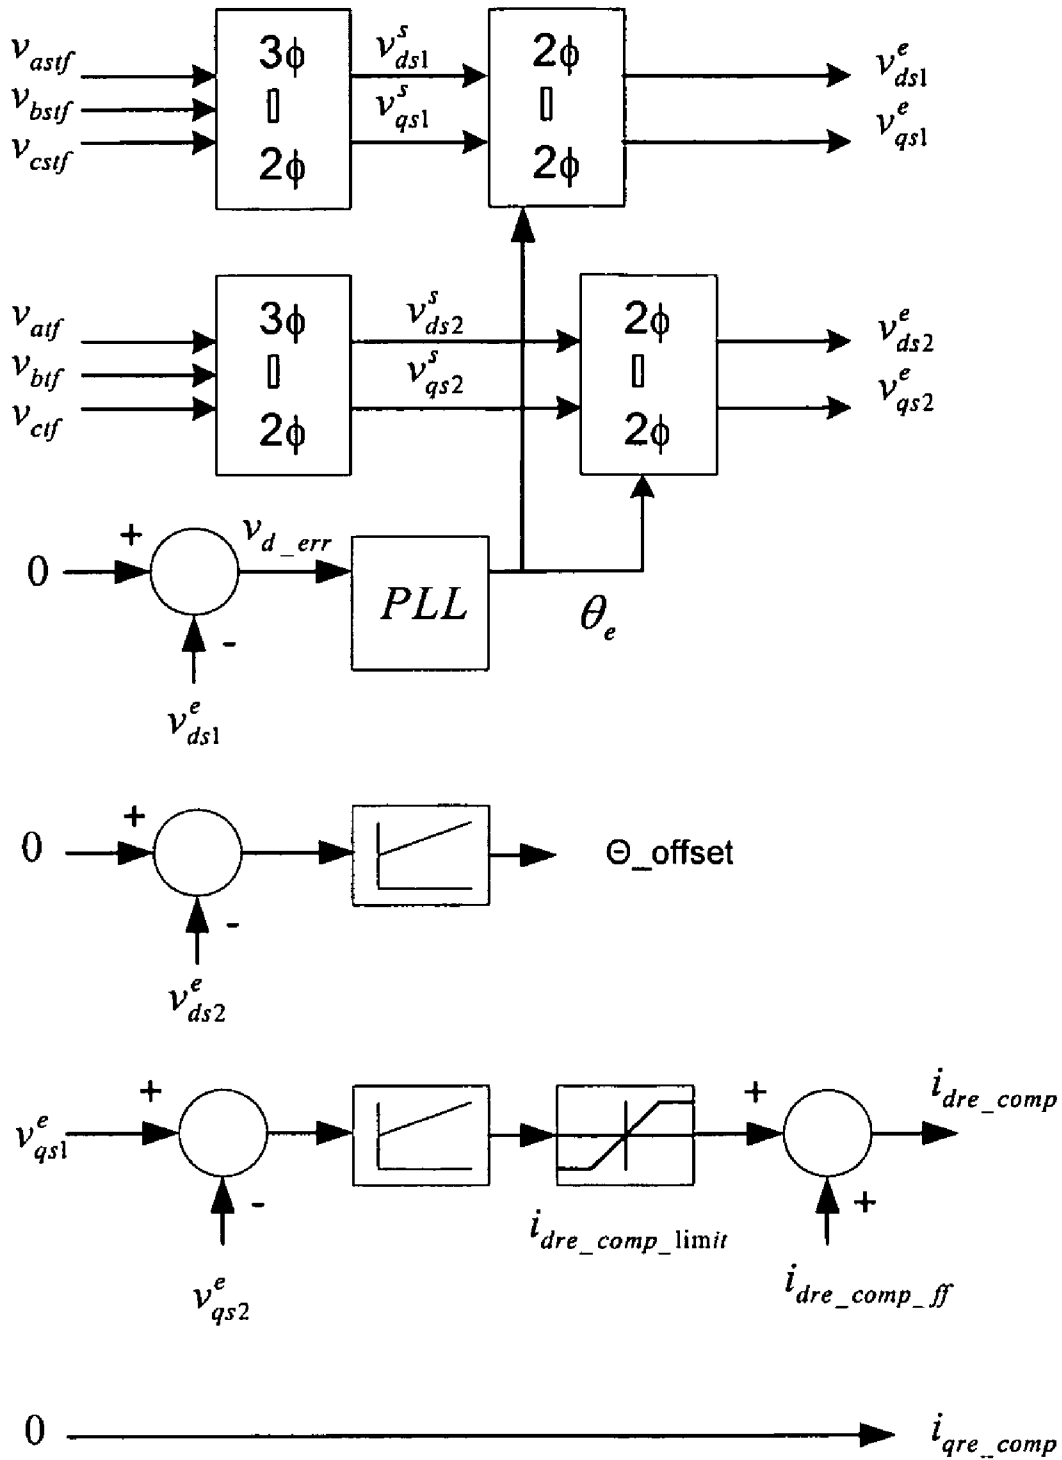 v_astf
v_bstf
v_cstf
3ϕ
▯
2ϕ
v^s_ds1
v^s_qs1
2ϕ
▯
2ϕ
v^e_ds1
v^e_qs1
v_atf
v_btf
v_ctf
3ϕ
▯
2ϕ
v^s_ds2
v^s_qs2
2ϕ
▯
2ϕ
v^e_ds2
v^e_qs2
0
+
-
v^e_ds1
v_d_err
PLL
θ_e
0
+
-
v^e_ds2
Θ_offset
v^e_qs1
+
-
v^e_qs2
i_dre_comp_limit
+
+
i_dre_comp_ff
i_dre_comp
0
i_qre_comp